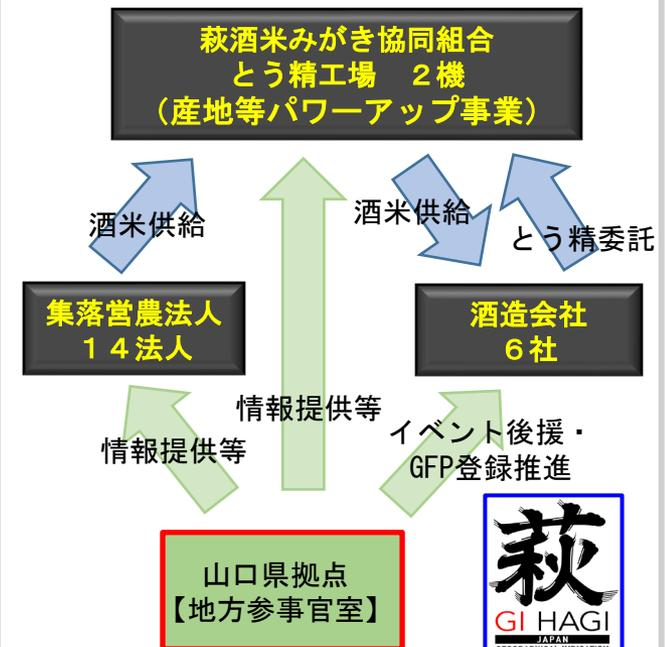 萩酒米みがき協同組合
とう精工場　２機
（産地等パワーアップ事業）
酒米供給
酒米供給
とう精委託
集落営農法人
１４法人
酒造会社
６社
情報提供等
情報提供等
イベント後援・
GFP登録推進
山口県拠点
【地方参事官室】
萩
GI HAGI
JAPAN